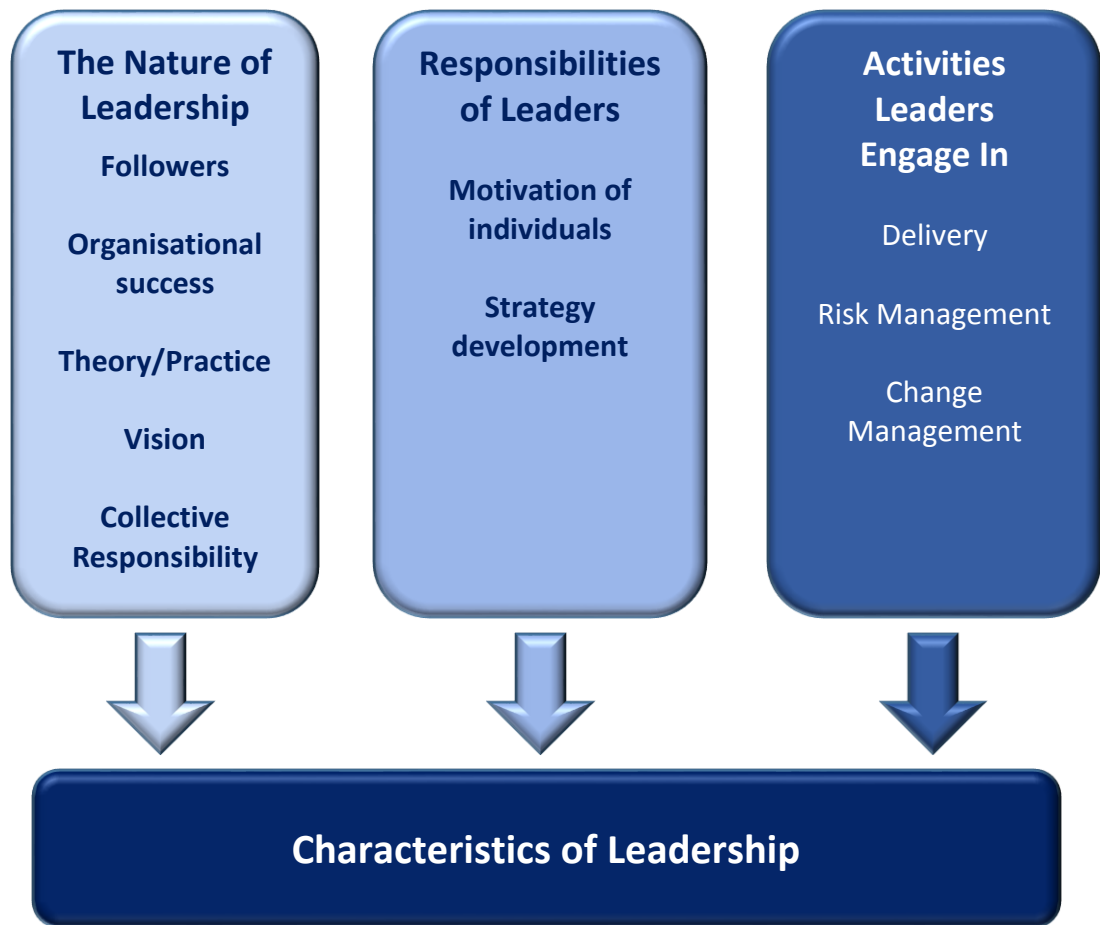 The Nature of
Leadership
Followers
Organisational
success
Theory/Practice
Vision
Collective
Responsibility
Responsibilities
of Leaders
Motivation of
individuals
Strategy
development
Activities
Leaders
Engage In
Delivery
Risk Management
Change
Management
Characteristics of Leadership